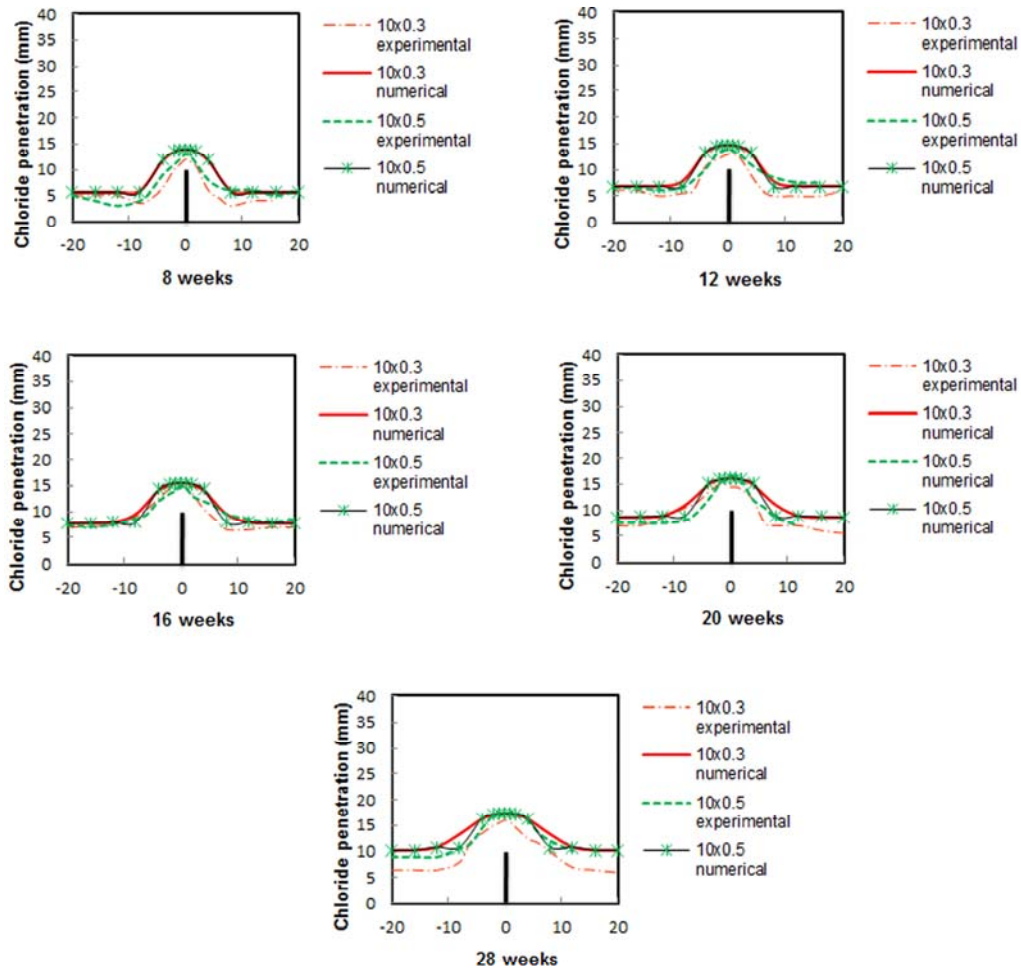 Chloride penetration (mm)
40
35
30
25
20
15
10
5
0
-20 -10 0 10 20
8 weeks
10x0.3
experimental
10x0.3
numerical
10x0.5
experimental
10x0.5
numerical
Chloride penetration (mm)
40
35
30
25
20
15
10
5
0
-20 -10 0 10 20
12 weeks
10x0.3
experimental
10x0.3
numerical
10x0.5
experimental
10x0.5
numerical
Chloride penetration (mm)
40
35
30
25
20
15
10
5
0
-20 -10 0 10 20
16 weeks
10x0.3
experimental
10x0.3
numerical
10x0.5
experimental
10x0.5
numerical
Chloride penetration (mm)
40
35
30
25
20
15
10
5
0
-20 -10 0 10 20
20 weeks
10x0.3
experimental
10x0.3
numerical
10x0.5
numerical
10x0.5
numerical
Chloride penetration (mm)
40
35
30
25
20
15
10
5
0
-20 -10 0 10 20
28 weeks
10x0.3
experimental
10x0.3
numerical
10x0.5
experimental
10x0.5
numerical